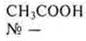 CH₃COOH
№ —